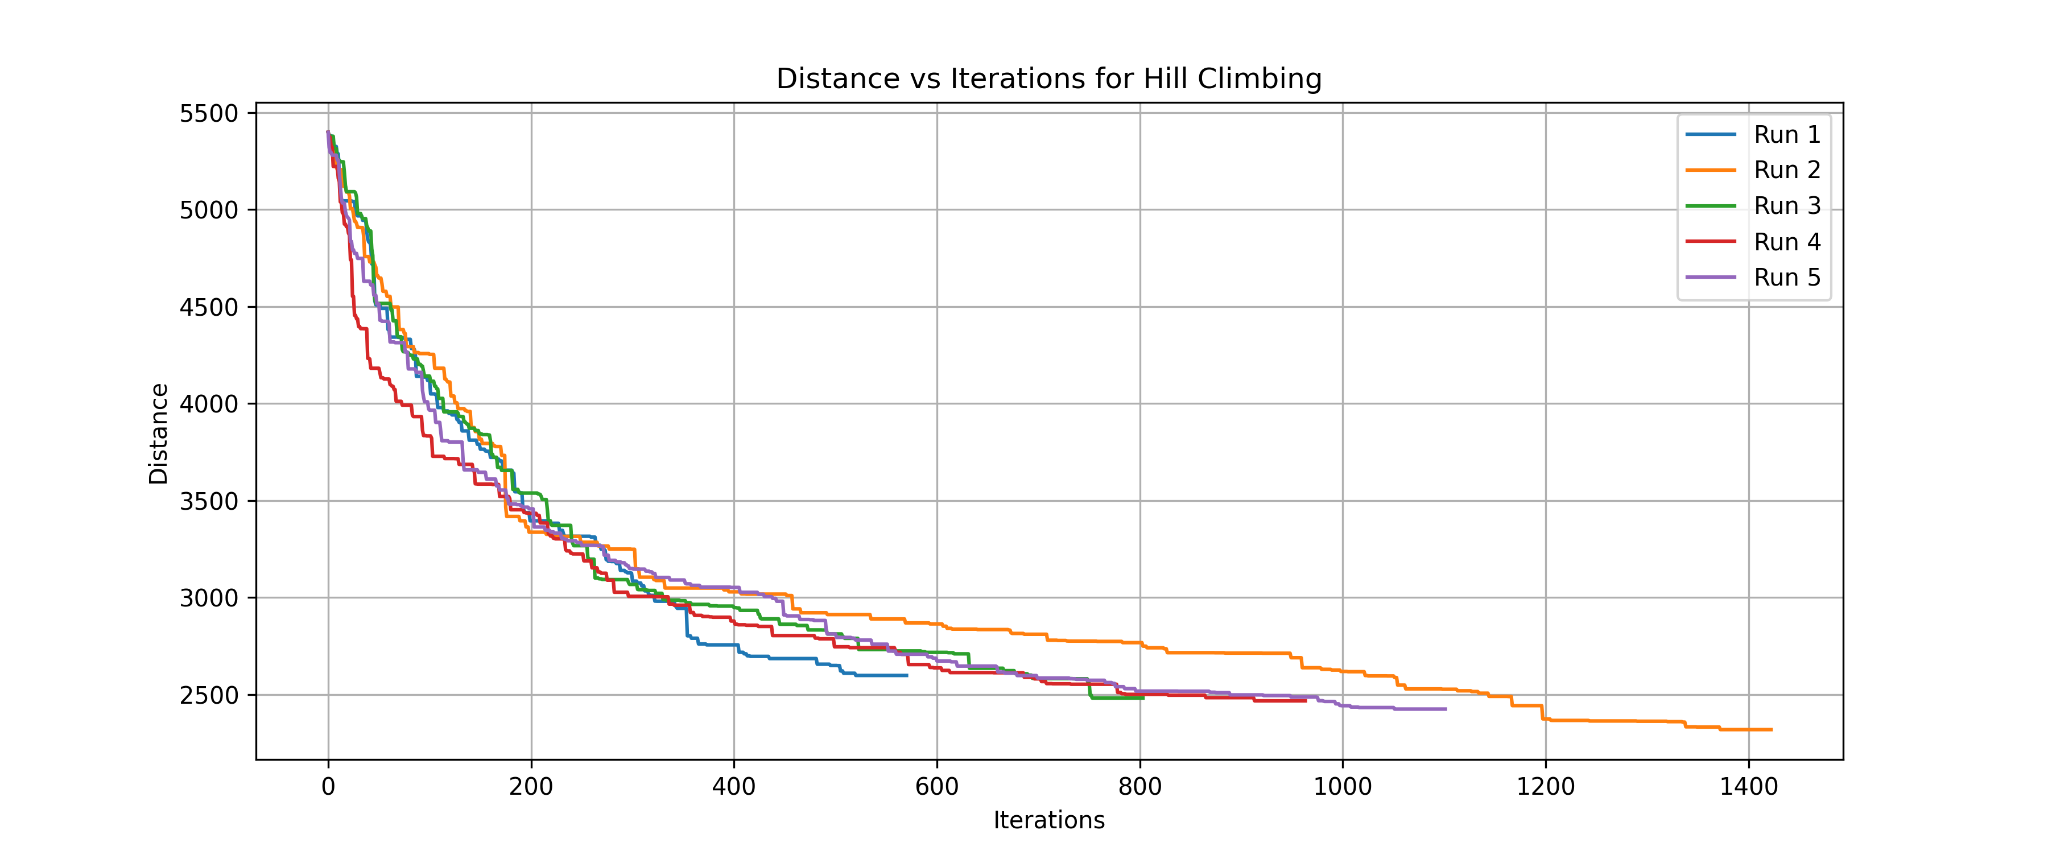 Distance vs Iterations for Hill Climbing
5500
5000
4500
4000
3500
3000
2500
Distance
Run 1
Run 2
Run 3
Run 4
Run 5
0 200 400 600 800 1000 1200 1400
Iterations